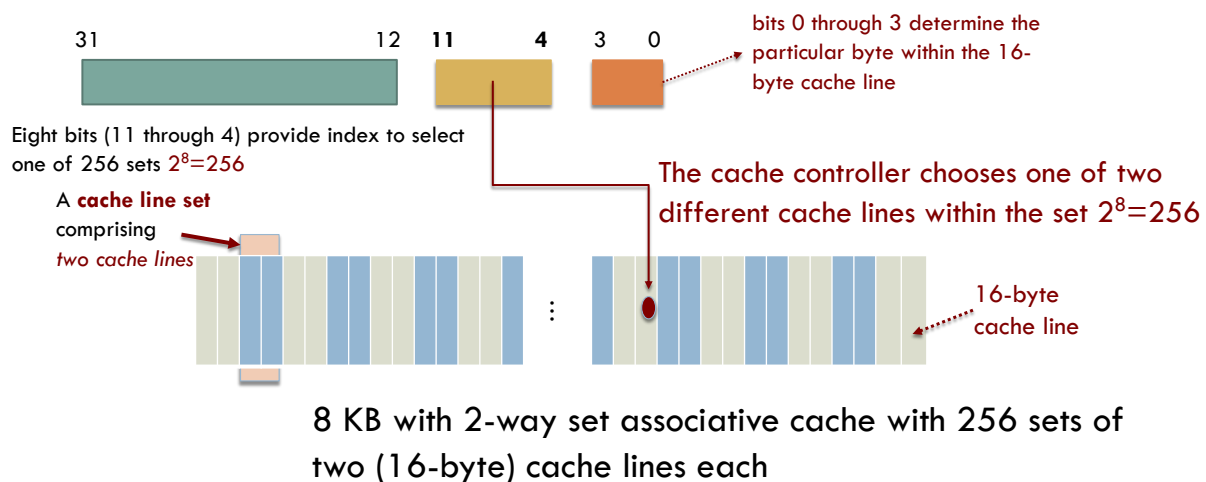 bits 0 through 3 determine the
particular byte within the 16-
byte cache line
31 12 11 4 3 0
Eight bits (11 through 4) provide index to select
one of 256 sets 2⁸=256
The cache controller chooses one of two
different cache lines within the set 2⁸=256
A cache line set
comprising
two cache lines
⋮
16-byte
cache line
8 KB with 2-way set associative cache with 256 sets of
two (16-byte) cache lines each